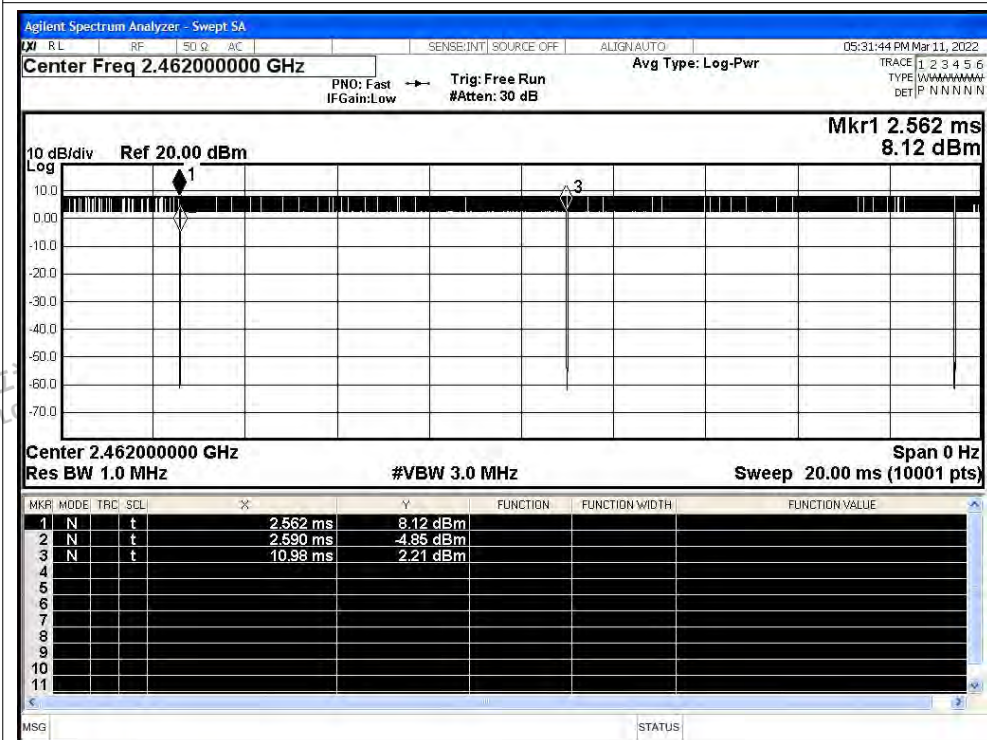 Agilent Spectrum Analyzer - Swept SA
LXI RL RF 50 Ω AC SENSE:INT SOURCE OFF ALIGN AUTO 05:31:44 PM Mar 11, 2022
Center Freq 2.462000000 GHz Avg Type: Log-Pwr TRACE 1 2 3 4 5 6
PNO: Fast Trig: Free Run TYPE
IFGain:Low #Atten: 30 dB DET P N N N N N
Mkr1 2.562 ms
10 dB/div Ref 20.00 dBm 8.12 dBm
Log
1
3
10.0
0.00
-10.0
-20.0
-30.0
-40.0
-50.0
-60.0
-70.0
Center 2.462000000 GHz Span 0 Hz
Res BW 1.0 MHz #VBW 3.0 MHz Sweep 20.00 ms (10001 pts)
MKR MODE TRC SCL X Y FUNCTION FUNCTION WIDTH FUNCTION VALUE
1 N t 2.562 ms 8.12 dBm
2 N t 2.590 ms -4.85 dBm
3 N t 10.98 ms 2.21 dBm
4
5
6
7
8
9
10
11
MSG STATUS